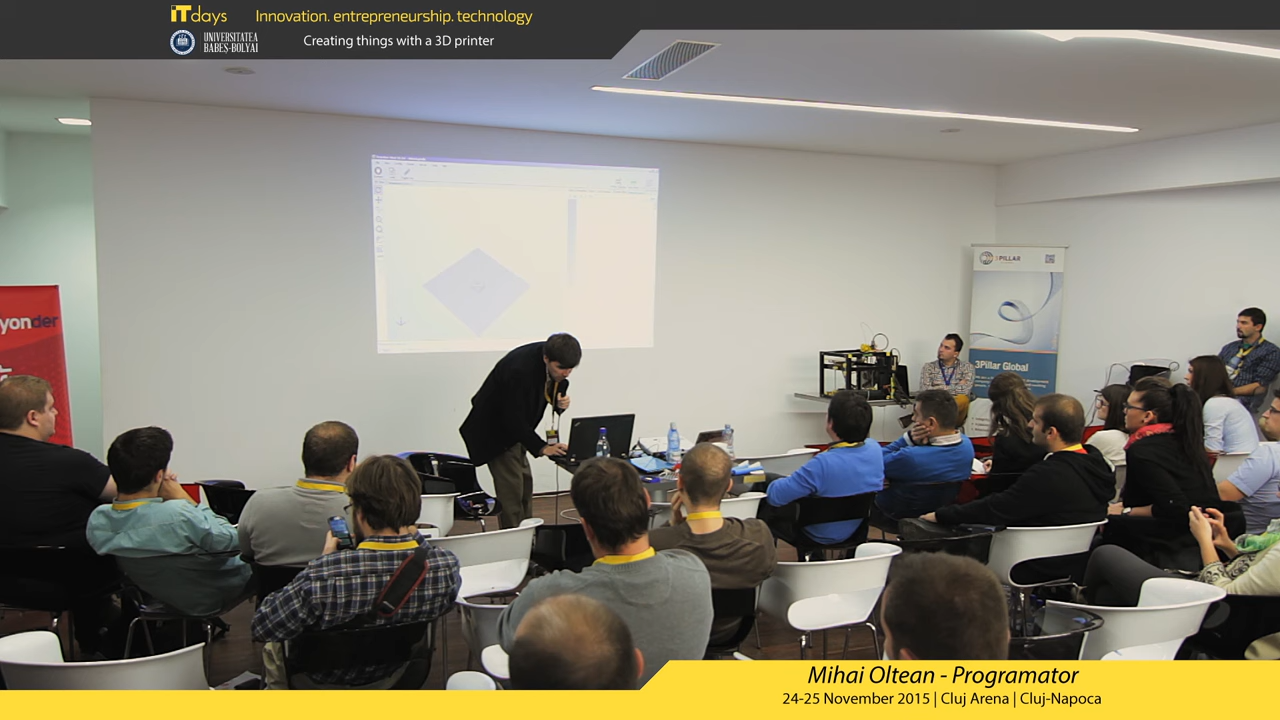 iTdays
Innovation. entrepreneurship. technology
UNIVERSITATEA
BABEȘ-BOLYAI
Creating things with a 3D printer
3PILLAR
3Pillar Global
yonder
Mihai Oltean - Programator
24-25 November 2015 | Cluj Arena | Cluj-Napoca